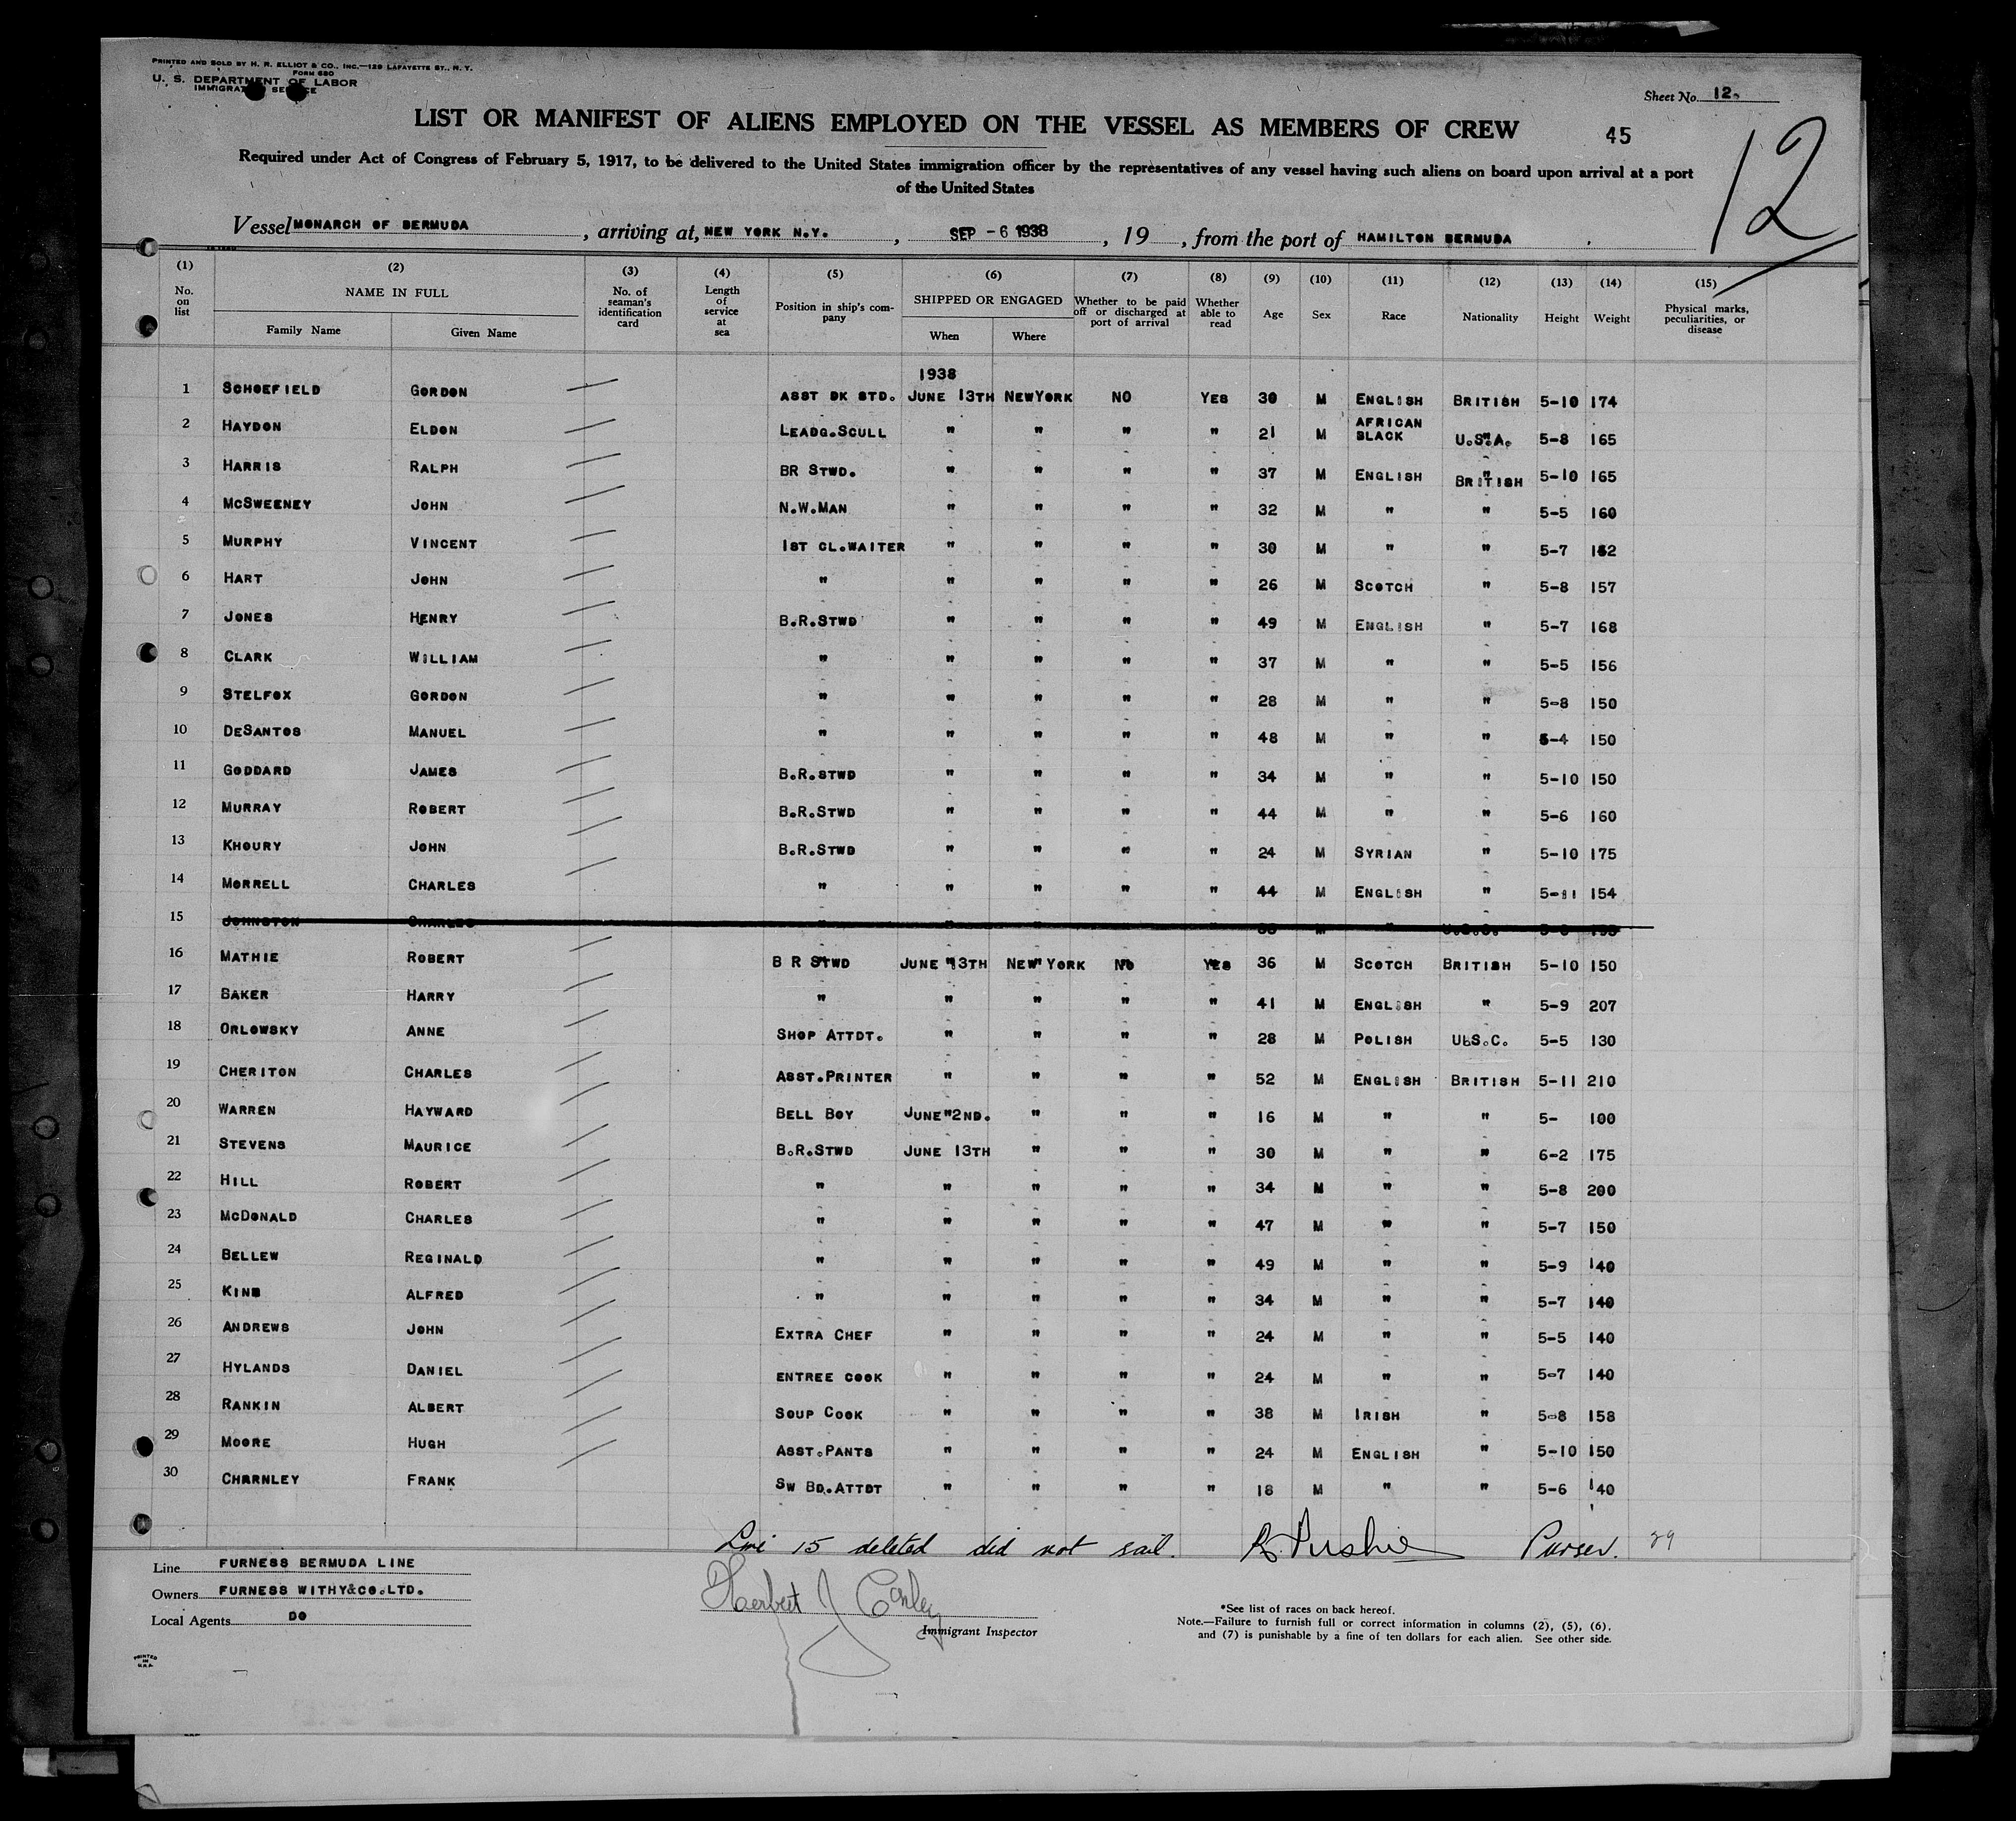 PRINTED AND SOLD BY H. R. ELLIOT & CO., INC.—129 LAFAYETTE ST., N. Y.
FORM 680
U. S. DEPARTMENT OF LABOR
IMMIGRATION SERVICE
Sheet No. 12.
LIST OR MANIFEST OF ALIENS EMPLOYED ON THE VESSEL AS MEMBERS OF CREW 45
12
Required under Act of Congress of February 5, 1917, to be delivered to the United States immigration officer by the representatives of any vessel having such aliens on board upon arrival at a port
of the United States
Vessel MONARCH OF BERMUDA, arriving at, NEW YORK N.Y., SEP -6 1938, 19, from the port of HAMILTON BERMUDA.
(1) (2) (3) (4) (5) (6) (7) (8) (9) (10) (11) (12) (13) (14) (15)
No. on list NAME IN FULL Family Name Given Name No. of seaman's identification card Length of service at sea Position in ship's company SHIPPED OR ENGAGED When Where Whether to be paid off or discharged at port of arrival Whether able to read Age Sex Race Nationality Height Weight Physical marks, peculiarities, or disease
1938
1 SCHOEFIELD GORDON ASST DK STD. JUNE 13TH NEWYORK NO YES 30 M ENGLISH BRITISH 5-10 174
2 HAYDON ELDON LEADG.SCULL " " " " 21 M AFRICAN BLACK U.S.A. 5-8 165
3 HARRIS RALPH BR STWD. " " " " 37 M ENGLISH BRITISH 5-10 165
4 MCSWEENEY JOHN N.W.MAN " " " " 32 M " " 5-5 160
5 MURPHY VINCENT 1ST CL.WAITER " " " " 30 M " " 5-7
6 HART JOHN " " " " " 26 M SCOTCH " 5-8 157
7 JONES HENRY B.R.STWD " " " " 49 M ENGLISH " 5-7 168
8 CLARK WILLIAM " " " " " 37 M " " 5-5 156
9 STELFOX GORDON " " " " " 28 M " " 5-8 150
10 DESANTOS MANUEL " " " " " 48 M " " 5-4 150
11 GODDARD JAMES B.R.STWD " " " " 34 M " " 5-10 150
12 MURRAY ROBERT B.R.STWD " " " " 44 M " " 5-6 160
13 KHOURY JOHN B.R.STWD " " " " 24 M SYRIAN " 5-10 175
14 MORRELL CHARLES " " " " " 44 M ENGLISH " 5-11 154
15 JOHNSTON CHARLES " " " " " M " U.S.C.
16 MATHIE ROBERT B R STWD JUNE 13TH NEW YORK NO YES 36 M SCOTCH BRITISH 5-10 150
17 BAKER HARRY " " " " " 41 M ENGLISH " 5-9 207
18 ORLOWSKY ANNE SHOP ATTDT. " " " " 28 M POLISH U.S.C. 5-5 130
19 CHERITON CHARLES ASST.PRINTER " " " " 52 M ENGLISH BRITISH 5-11 210
20 WARREN HAYWARD BELL BOY JUNE 2ND. " " " 16 M " " 5- 100
21 STEVENS MAURICE B.R.STWD JUNE 13TH " " " 30 M " " 6-2 175
22 HILL ROBERT " " " " " 34 M " " 5-8 200
23 MCDONALD CHARLES " " " " " 47 M " " 5-7 150
24 BELLEW REGINALD " " " " " 49 M " " 5-9 140
25 KING ALFRED " " " " " 34 M " " 5-7 140
26 ANDREWS JOHN EXTRA CHEF " " " " 24 M " " 5-5 140
27 HYLANDS DANIEL ENTREE COOK " " " " 24 M " " 5-7 140
28 RANKIN ALBERT SOUP COOK " " " " 38 M IRISH " 5-8 158
29 MOORE HUGH ASST.PANTS " " " " 24 M ENGLISH " 5-10 150
30 CHARNLEY FRANK SW BD.ATTDT " " " " 18 M " " 5-6 140
Line 15 deleted did not sail. R. Pushie Purser. 29
Line FURNESS BERMUDA LINE
Owners FURNESS WITHY&CO.LTD.
Local Agents DO
Herbert J Conley
Immigrant Inspector
*See list of races on back hereof.
Note.—Failure to furnish full or correct information in columns (2), (5), (6),
and (7) is punishable by a fine of ten dollars for each alien. See other side.
PRINTED
IN
U.S.A.